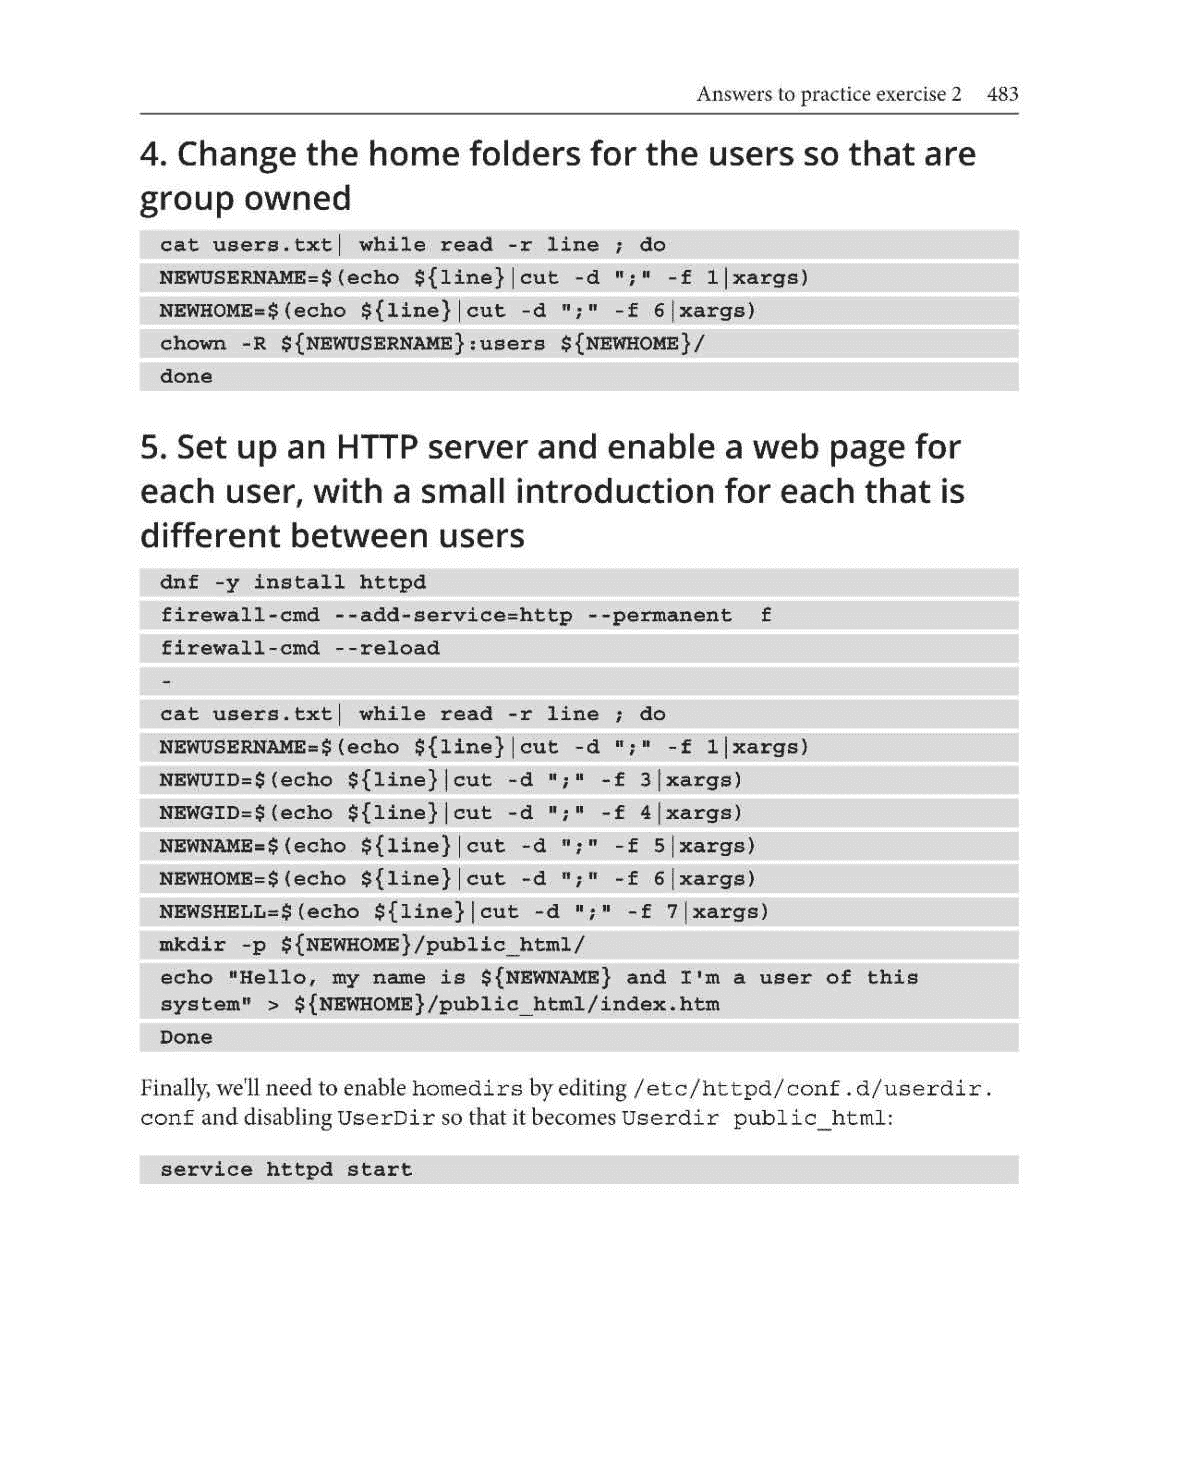 Answers to practice exercise 2 483
4. Change the home folders for the users so that are
group owned
cat users.txt| while read -r line ; do
NEWUSERNAME=$(echo ${line}|cut -d ";" -f 1|xargs)
NEWHOME=$(echo ${line}|cut -d ";" -f 6|xargs)
chown -R ${NEWUSERNAME}:users ${NEWHOME}/
done
5. Set up an HTTP server and enable a web page for
each user, with a small introduction for each that is
different between users
dnf -y install httpd
firewall-cmd --add-service=http --permanent  f
firewall-cmd --reload
-
cat users.txt| while read -r line ; do
NEWUSERNAME=$(echo ${line}|cut -d ";" -f 1|xargs)
NEWUID=$(echo ${line}|cut -d ";" -f 3|xargs)
NEWGID=$(echo ${line}|cut -d ";" -f 4|xargs)
NEWNAME=$(echo ${line}|cut -d ";" -f 5|xargs)
NEWHOME=$(echo ${line}|cut -d ";" -f 6|xargs)
NEWSHELL=$(echo ${line}|cut -d ";" -f 7|xargs)
mkdir -p ${NEWHOME}/public_html/
echo "Hello, my name is ${NEWNAME} and I'm a user of this
system" > ${NEWHOME}/public_html/index.htm
Done
Finally, we'll need to enable homedirs by editing /etc/httpd/conf.d/userdir.
conf and disabling UserDir so that it becomes Userdir public_html:
service httpd start